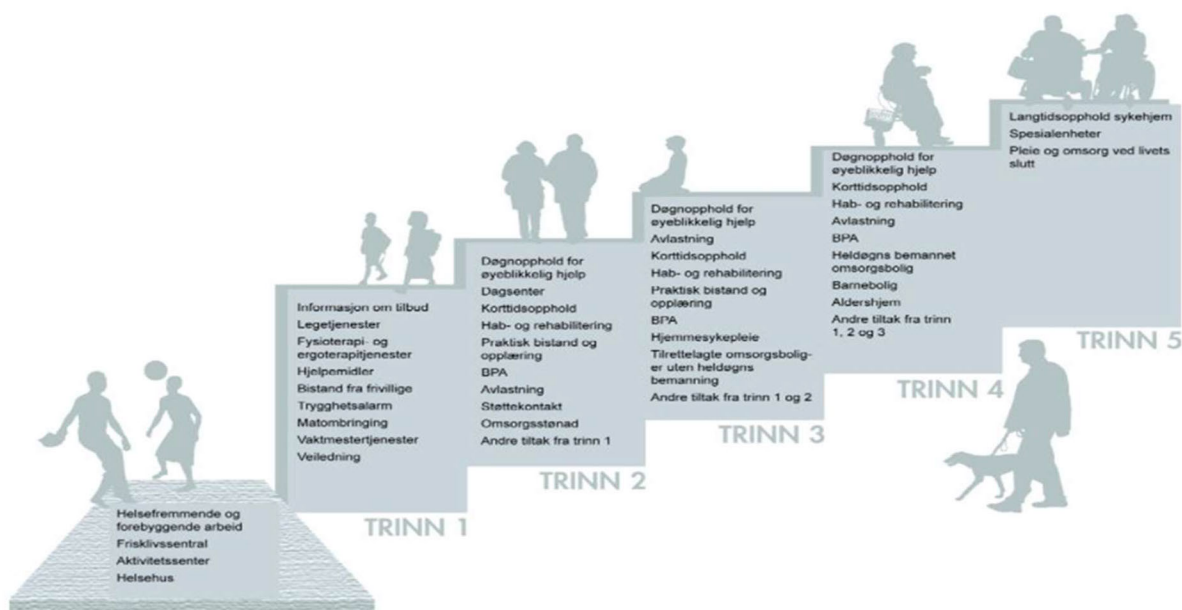 Helsefremmende og
forebyggende arbeid
Frisklivssentral
Aktivitetssenter
Helsehus
Informasjon om tilbud
Legetjenester
Fysioterapi- og
ergoterapitjenester
Hjelpemidler
Bistand fra frivillige
Trygghetsalarm
Matombringing
Vaktmestertjenester
Veiledning
TRINN 1
Døgnopphold for
øyeblikkelig hjelp
Dagsenter
Korttidsopphold
Hab- og rehabilitering
Praktisk bistand og
opplæring
BPA
Avlastning
Støttekontakt
Omsorgsstønad
Andre tiltak fra trinn 1
TRINN 2
Døgnopphold for
øyeblikkelig hjelp
Avlastning
Korttidsopphold
Hab- og rehabilitering
Praktisk bistand og
opplæring
BPA
Hjemmesykepleie
Tilrettelagte omsorgsbolig-
er uten heldøgns
bemanning
Andre tiltak fra trinn 1 og 2
TRINN 3
Døgnopphold for
øyeblikkelig hjelp
Korttidsopphold
Hab- og rehabilitering
Avlastning
BPA
Heldøgns bemannet
omsorgsbolig
Barnebolig
Aldershjem
Andre tiltak fra trinn
1, 2 og 3
TRINN 4
Langtidsopphold sykehjem
Spesialenheter
Pleie og omsorg ved livets
slutt
TRINN 5